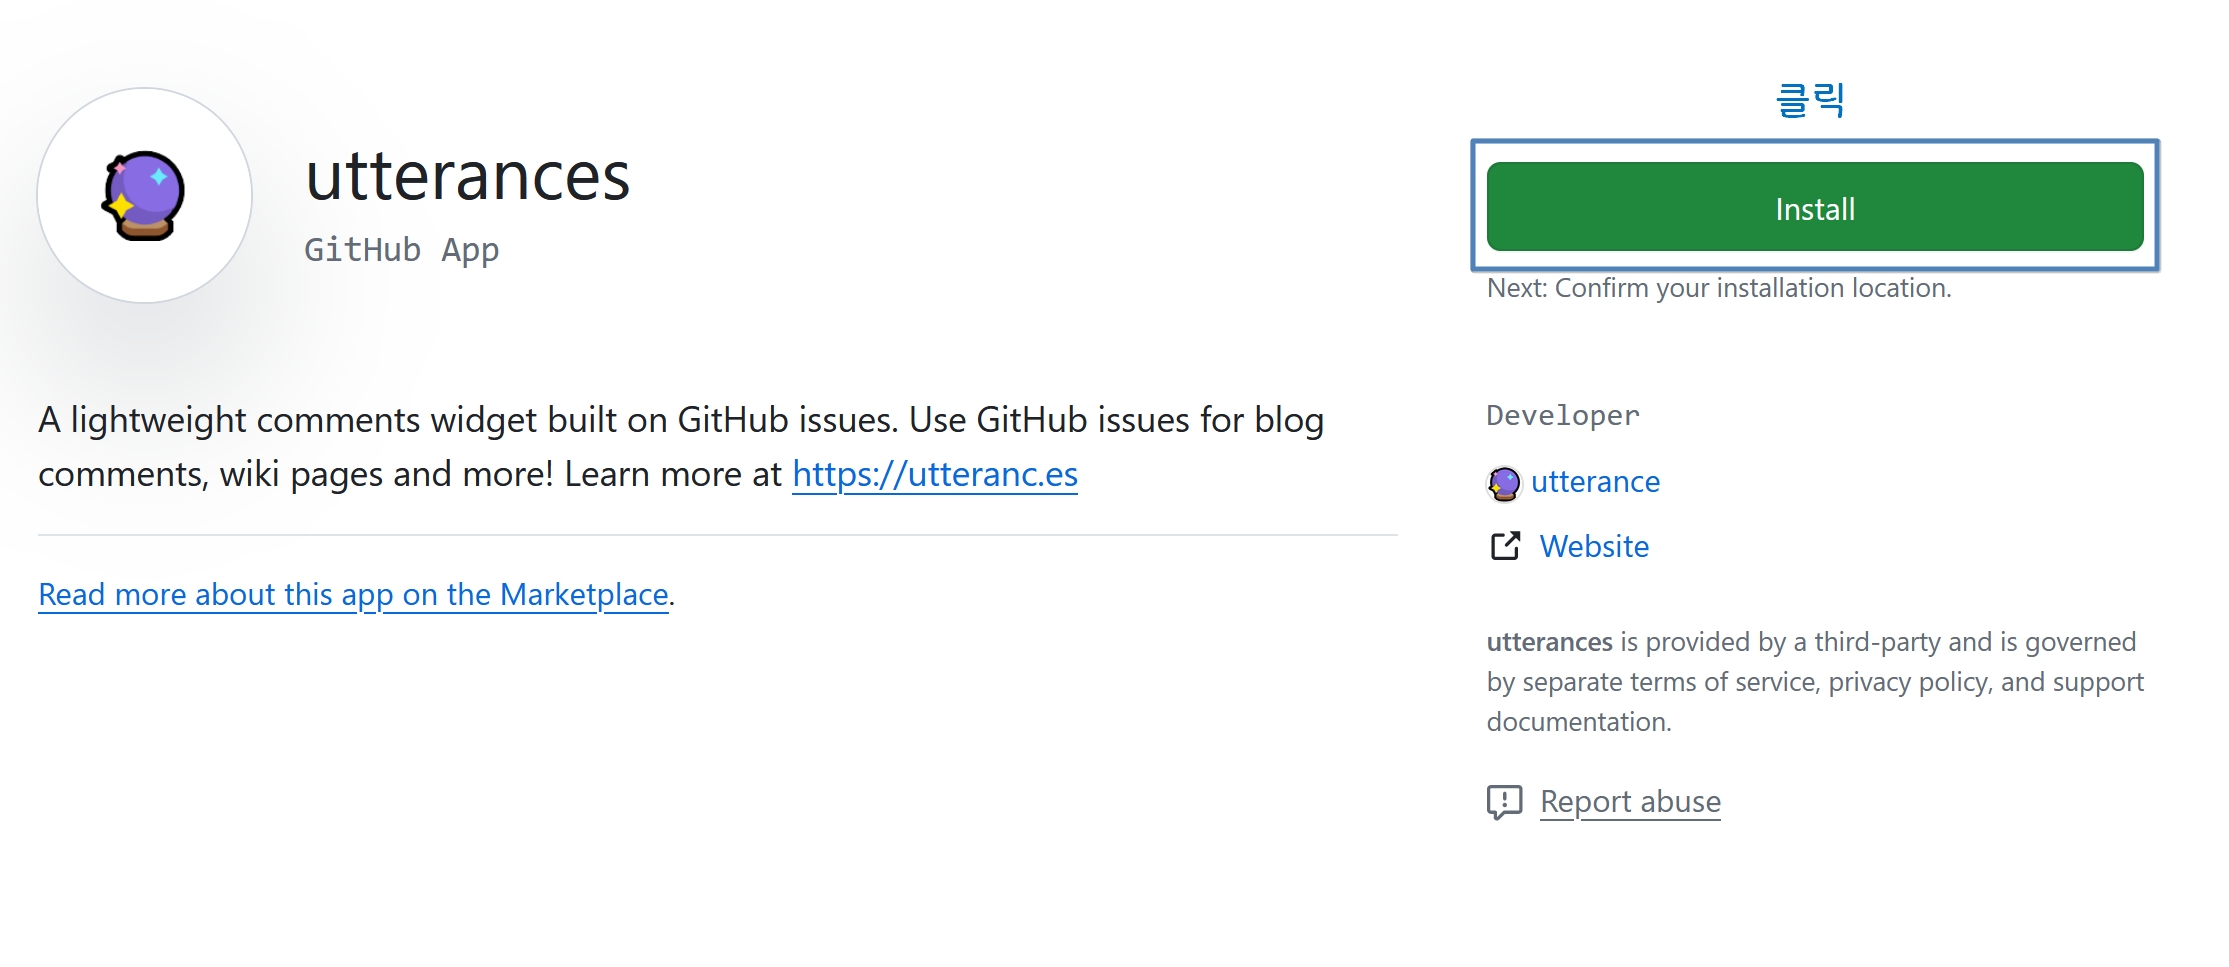 utterances
GitHub App
A lightweight comments widget built on GitHub issues. Use GitHub issues for blog
comments, wiki pages and more! Learn more at https://utteranc.es
Read more about this app on the Marketplace.
클릭
Install
Next: Confirm your installation location.
Developer
utterance
Website
utterances is provided by a third-party and is governed
by separate terms of service, privacy policy, and support
documentation.
Report abuse